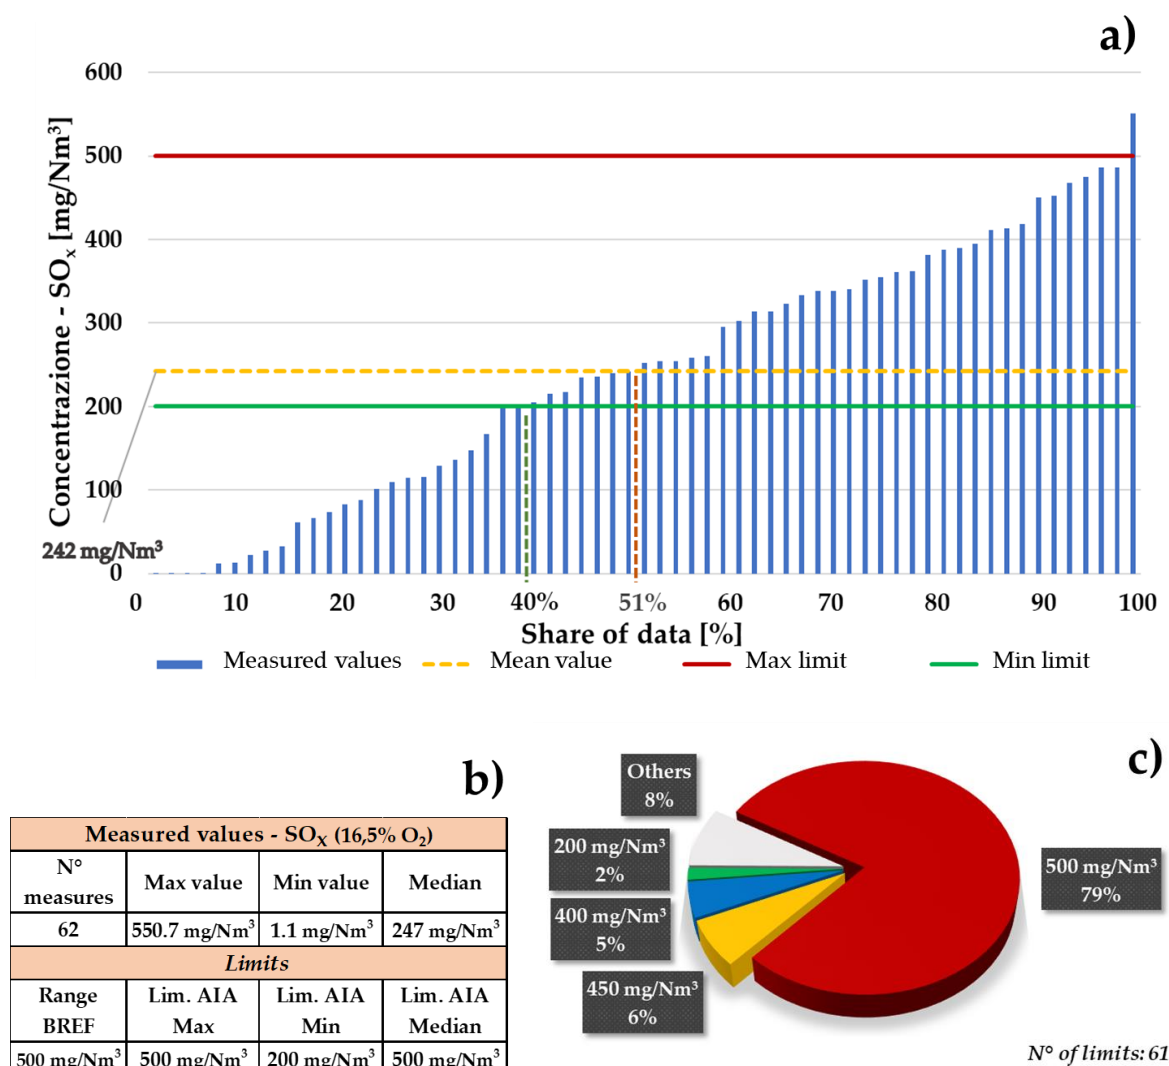 a)
600
500
400
300
200
100
0
Concentrazione - SOx [mg/Nm³]
242 mg/Nm³
0 10 20 30 40% 51% 60 70 80 90 100
Share of data [%]
Measured values Mean value Max limit Min limit
b)
Measured values - SOX (16,5% O₂)
N° measures Max value Min value Median
62 550.7 mg/Nm³ 1.1 mg/Nm³ 247 mg/Nm³
Limits
Range BREF Lim. AIA Max Lim. AIA Min Lim. AIA Median
500 mg/Nm³ 500 mg/Nm³ 200 mg/Nm³ 500 mg/Nm³
c)
Others
8%
200 mg/Nm³
2%
400 mg/Nm³
5%
450 mg/Nm³
6%
500 mg/Nm³
79%
N° of limits: 61